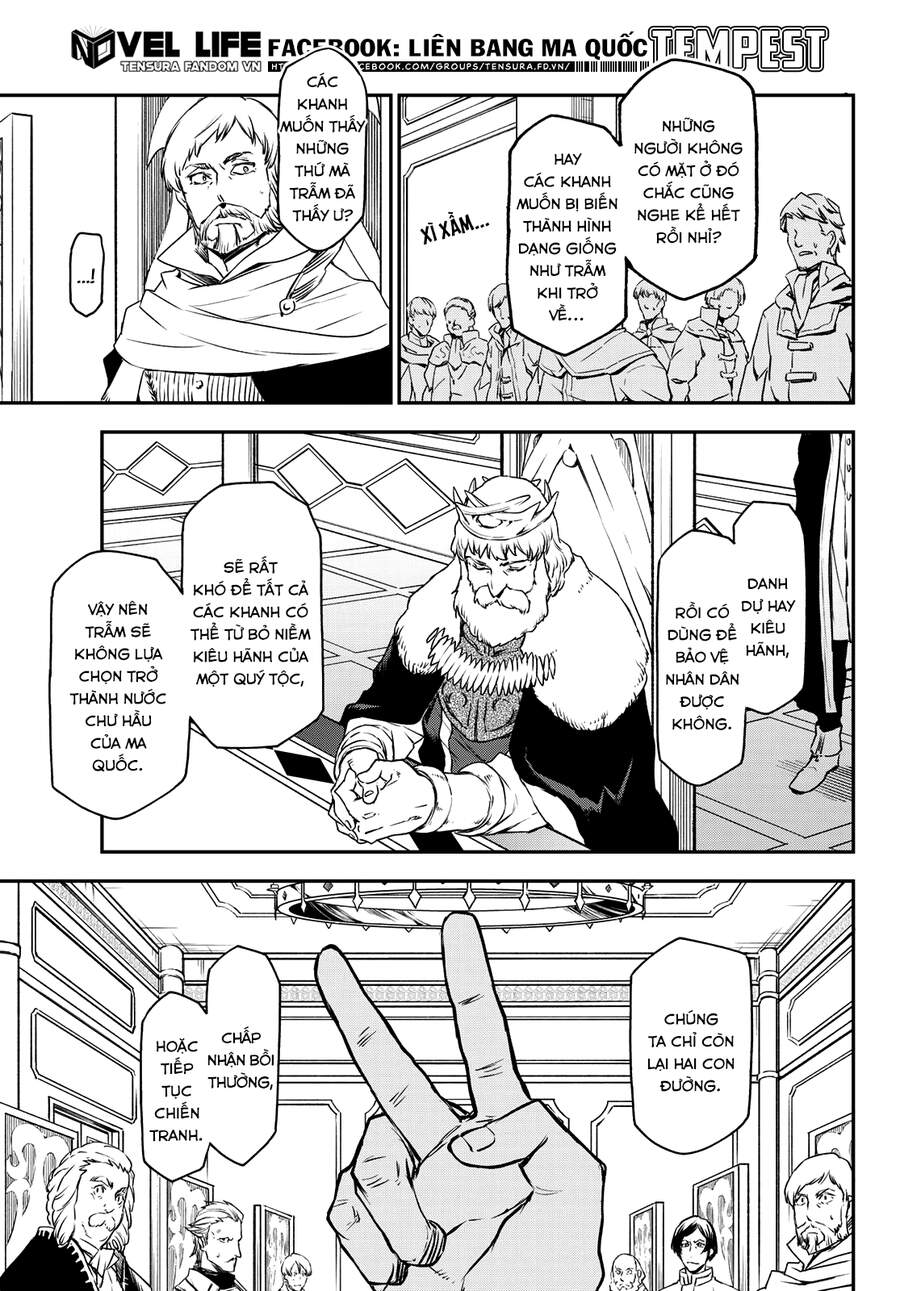 NOVEL LIFE
TENSURA FANDOM VN
FACEBOOK: LIÊN BANG MA QUỐC
TEMPEST
NHỮNG
NGƯỜI KHÔNG
CÓ MẶT Ở ĐÓ
CHẮC CŨNG
NGHE KỂ HẾT
RỒI NHỈ?
HAY
CÁC KHANH
MUỐN BỊ BIẾN
THÀNH HÌNH
DẠNG GIỐNG
NHƯ TRẪM
KHI TRỞ
VỀ...
XÌ XẦM...
CÁC
KHANH
MUỐN THẤY
NHỮNG
THỨ MÀ
TRẪM ĐÃ
THẤY Ư?
...!
DANH
DỰ HAY
KIÊU
HÃNH,
RỒI CÓ
DÙNG ĐỂ
BẢO VỆ
NHÂN DÂN
ĐƯỢC
KHÔNG.
SẼ RẤT
KHÓ ĐỂ TẤT CẢ
CÁC KHANH CÓ
THỂ TỪ BỎ NIỀM
KIÊU HÃNH CỦA
MỘT QUÝ TỘC,
VẬY NÊN
TRẪM SẼ
KHÔNG LỰA
CHỌN TRỞ
THÀNH NƯỚC
CHƯ HẦU
CỦA MA
QUỐC.
CHÚNG
TA CHỈ CÒN
LẠI HAI CON
ĐƯỜNG.
CHẤP
NHẬN BỒI
THƯỜNG,
HOẶC
TIẾP
TỤC
CHIẾN
TRANH.